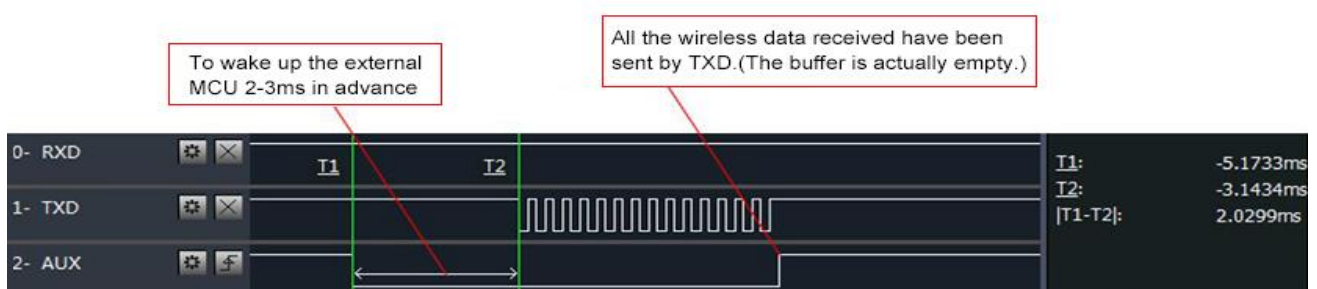 To wake up the external
MCU 2-3ms in advance
All the wireless data received have been
sent by TXD.(The buffer is actually empty.)
0- RXD
T1
T2
T1: -5.1733ms
T2: -3.1434ms
1- TXD
|T1-T2|: 2.0299ms
2- AUX